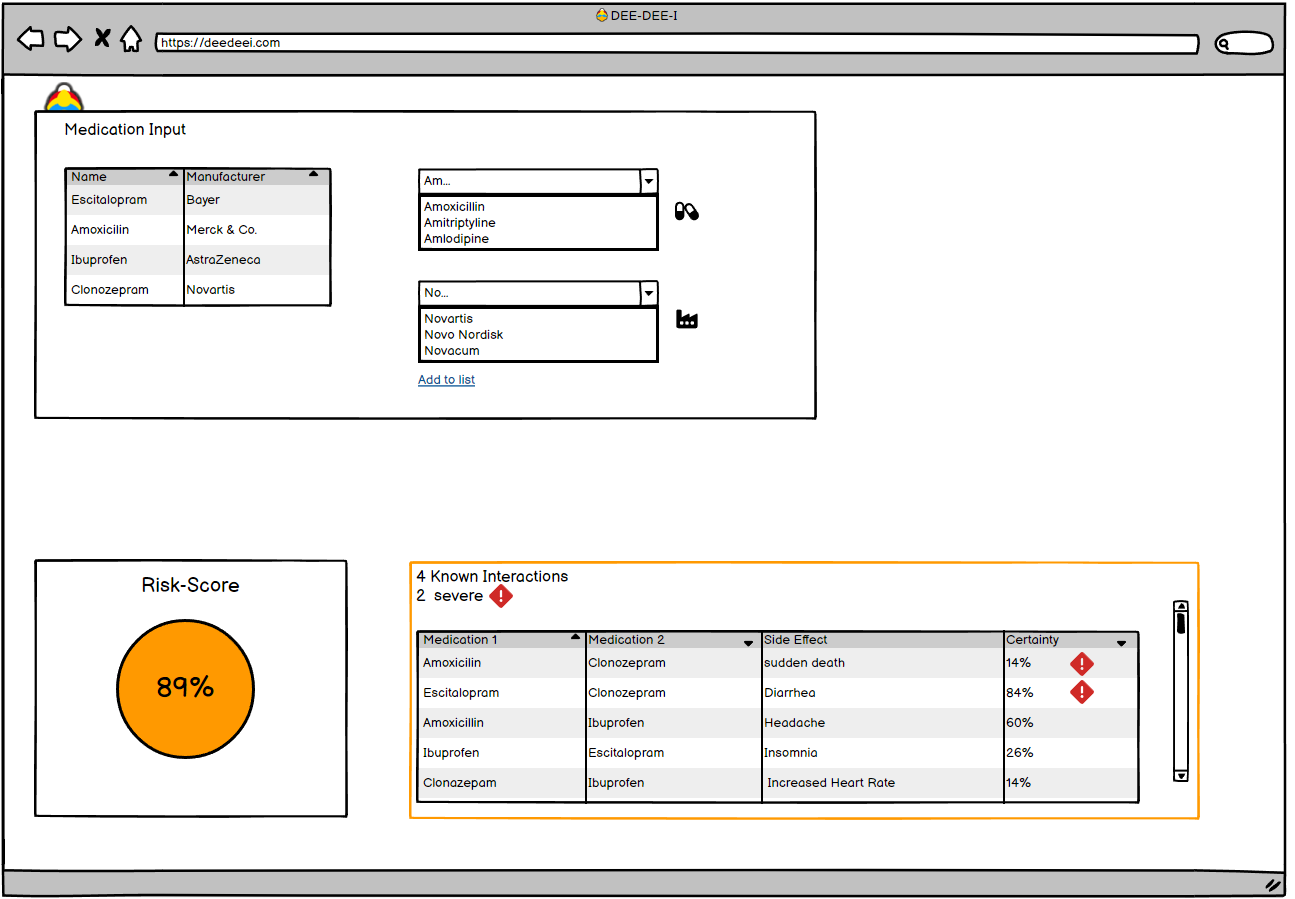 DEE-DEE-I
https://deedeei.com
Medication Input
Name Manufacturer
Escitalopram Bayer
Amoxicilin Merck & Co.
Ibuprofen AstraZeneca
Clonozepram Novartis
Am...
Amoxicillin
Amitriptyline
Amlodipine
No...
Novartis
Novo Nordisk
Novacum
Add to list
Risk-Score
89%
4 Known Interactions
2 severe
Medication 1 Medication 2 Side Effect Certainty
Amoxicilin Clonozepram sudden death 14%
Escitalopram Clonozepram Diarrhea 84%
Amoxicillin Ibuprofen Headache 60%
Ibuprofen Escitalopram Insomnia 26%
Clonazepam Ibuprofen Increased Heart Rate 14%